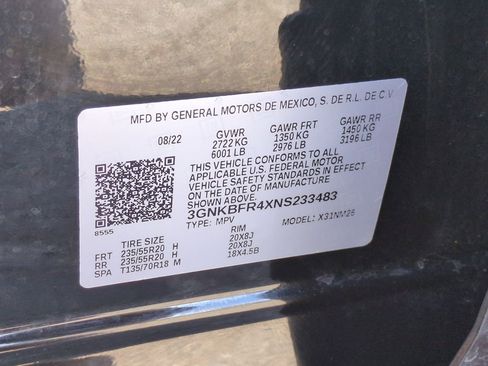 MFD BY GENERAL MOTORS DE MEXICO, S. DE R.L. DE C.V
08/22 GVWR GAWR FRT GAWR RR
2722 KG 1350 KG 1450 KG
6001 LB 2976 LB 3196 LB
THIS VEHICLE CONFORMS TO ALL
APPLICABLE U.S. FEDERAL MOTOR
VEHICLE SAFETY STANDARDS IN EFFECT
ON THE DATE OF MANUFACTURE
SHOWN ABOVE.
3GNKBFR4XNS233483
TYPE: MPV MODEL: X31NM26
8555
TIRE SIZE RIM
FRT 235/55R20 H 20X8J
RR 235/55R20 H 20X8J
SPA T135/70R18 M 18X4.5B